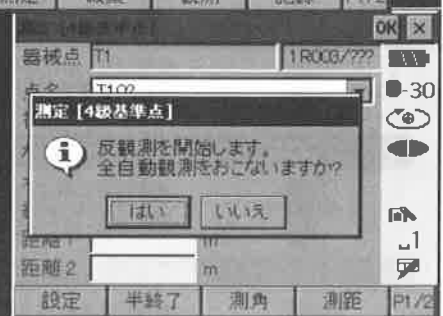 OK ×
器械点 T1 1R003/???
点名 T102
-30
測定 [4級基準点]
反観測を開始します。
全自動観測をおこないますか?
はい いいえ
距離1 m
距離2 m
設定 半終了 測角 測距 P1/2